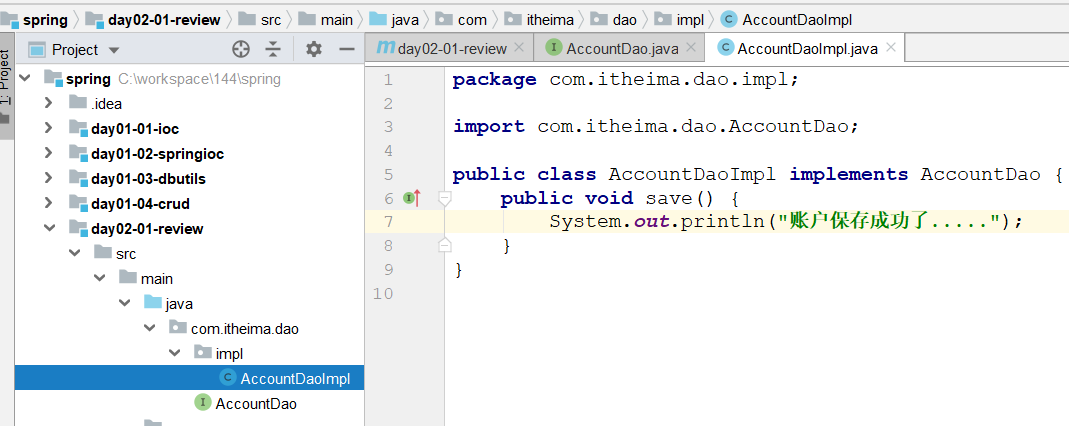 spring day02-01-review src main java com itheima dao impl AccountDaoImpl
1: Project
Project
day02-01-review AccountDao.java AccountDaoImpl.java
spring C:\workspace\144\spring
.idea
day01-01-ioc
day01-02-springioc
day01-03-dbutils
day01-04-crud
day02-01-review
src
main
java
com.itheima.dao
impl
AccountDaoImpl
AccountDao
1 package com.itheima.dao.impl;
2
3 import com.itheima.dao.AccountDao;
4
5 public class AccountDaoImpl implements AccountDao {
6 public void save() {
7 System.out.println("账户保存成功了.....");
8 }
9 }
10